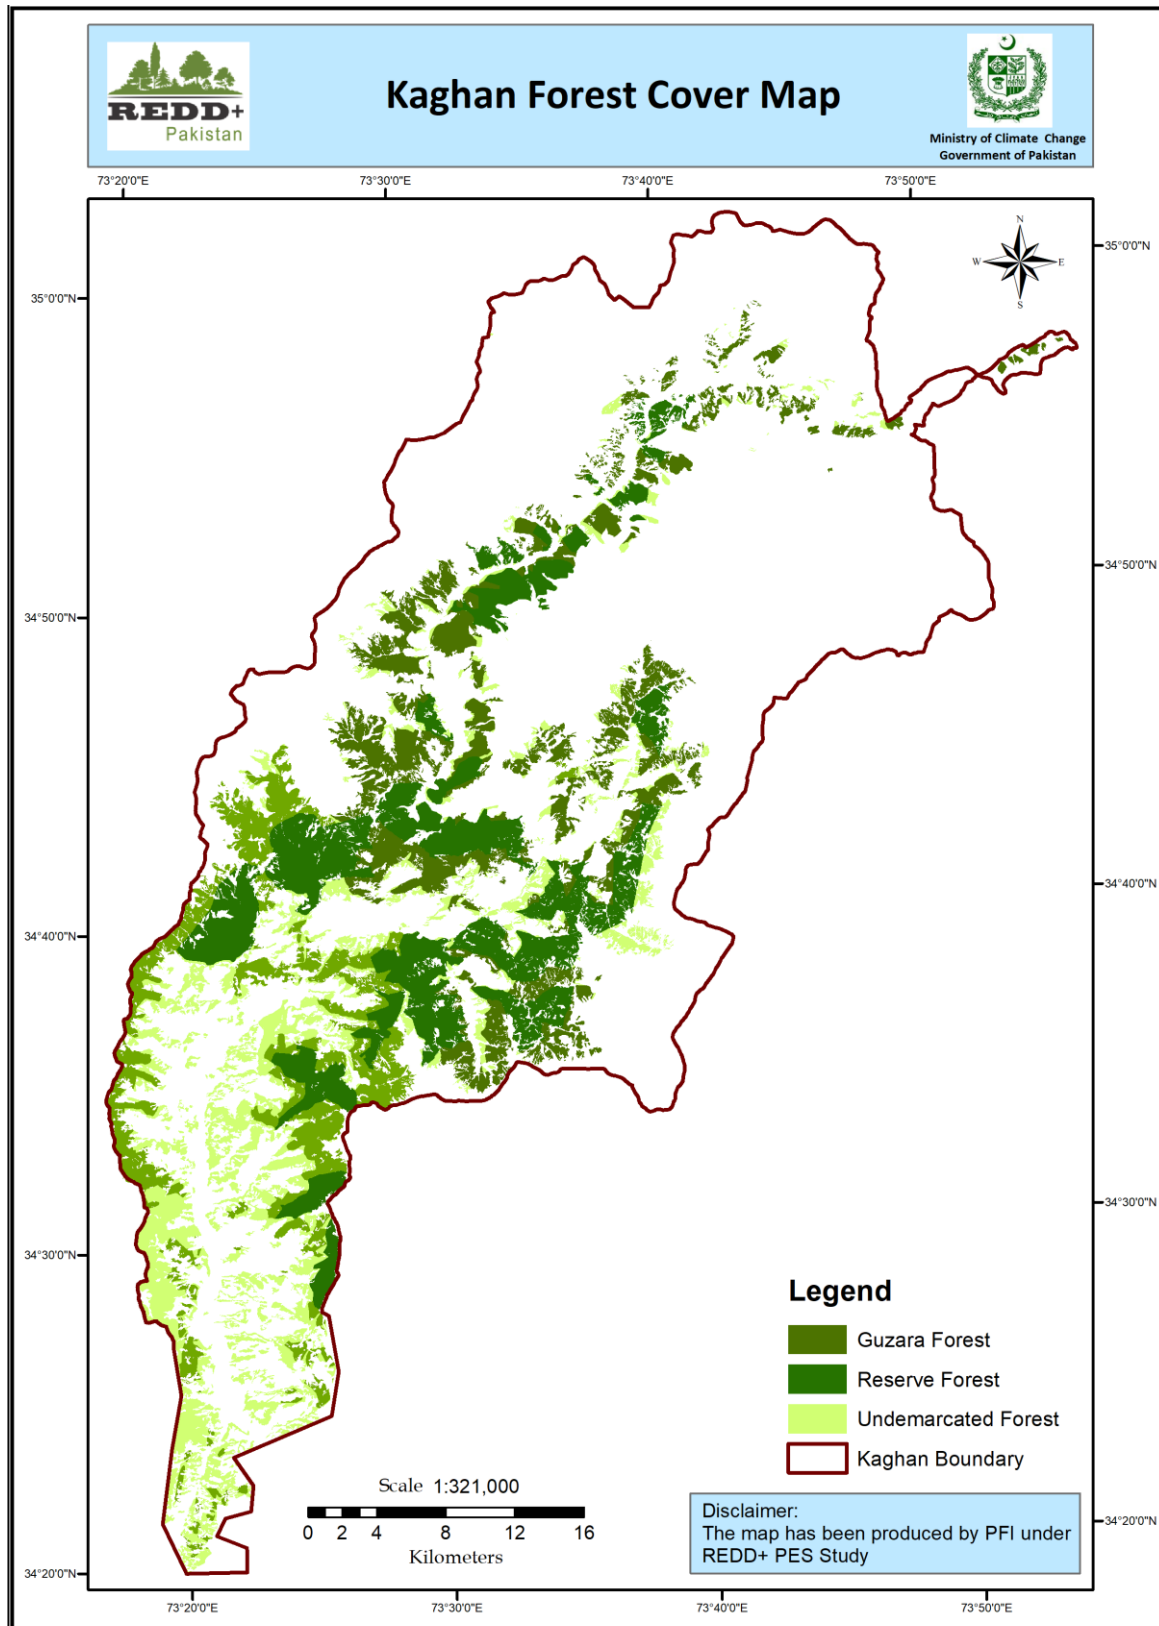 REDD+
Pakistan
Kaghan Forest Cover Map
Ministry of Climate Change
Government of Pakistan
73°20'0"E
73°30'0"E
73°40'0"E
73°50'0"E
N
W
E
S
35°0'0"N
35°0'0"N
34°50'0"N
34°50'0"N
34°40'0"N
34°40'0"N
34°30'0"N
34°30'0"N
34°20'0"N
34°20'0"N
Legend
Guzara Forest
Reserve Forest
Undemarcated Forest
Kaghan Boundary
Scale 1:321,000
0 2 4 8 12 16
Kilometers
Disclaimer:
The map has been produced by PFI under
REDD+ PES Study
73°20'0"E
73°30'0"E
73°40'0"E
73°50'0"E